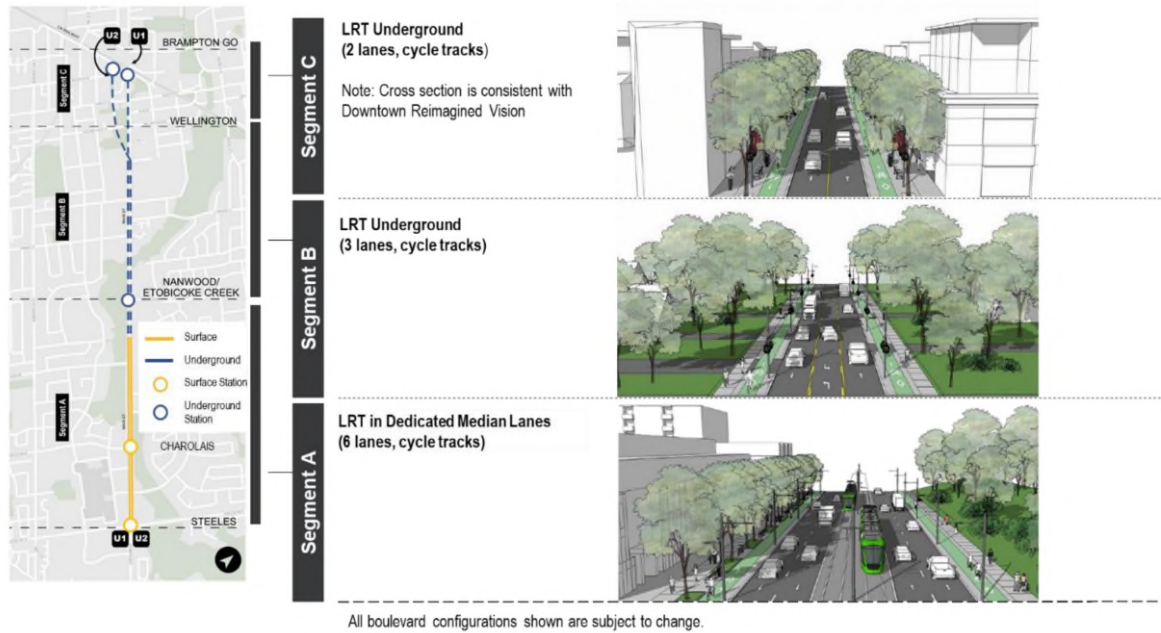 U2 U1
BRAMPTON GO
Segment C
WELLINGTON
Segment B
NANWOOD/
ETOBICOKE CREEK
Surface
Underground
Surface Station
Underground
Station
Segment A
CHAROLAIS
STEELES
U1 U2
Segment C
LRT Underground
(2 lanes, cycle tracks)
Note: Cross section is consistent with
Downtown Reimagined Vision
Segment B
LRT Underground
(3 lanes, cycle tracks)
Segment A
LRT in Dedicated Median Lanes
(6 lanes, cycle tracks)
All boulevard configurations shown are subject to change.